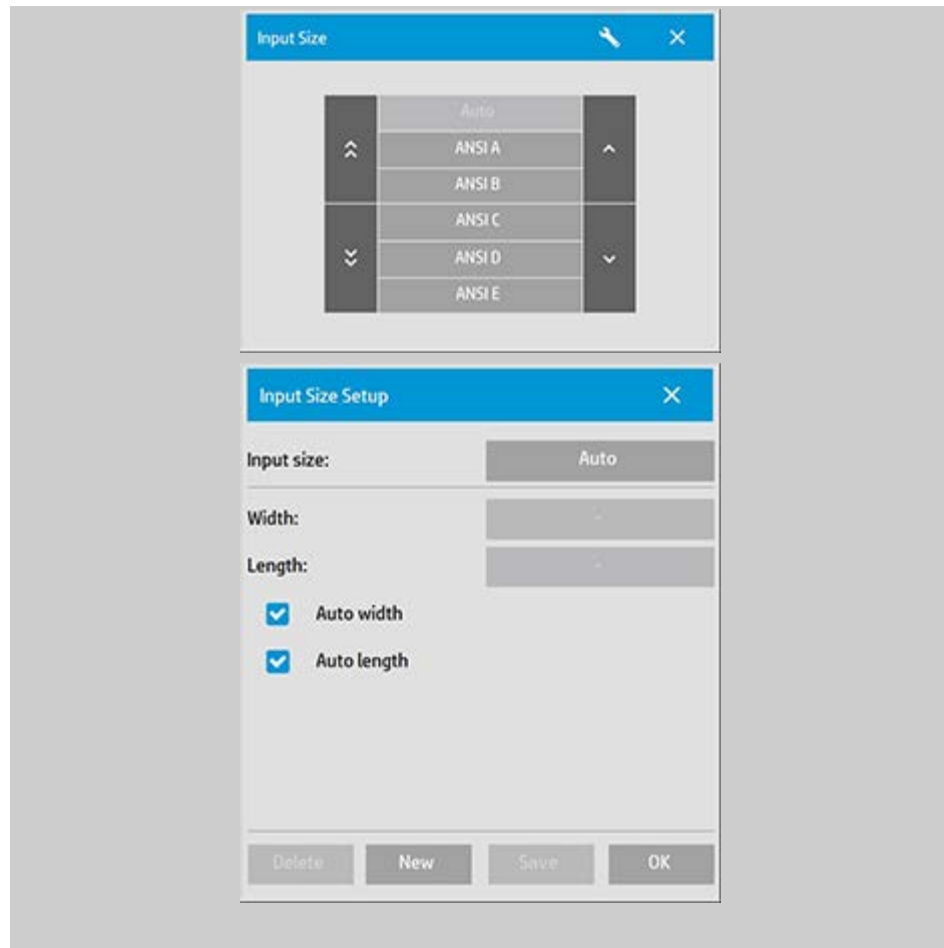 Input Size
Auto
ANSI A
ANSI B
ANSI C
ANSI D
ANSI E
Input Size Setup
Input size: Auto
Width: -
Length: -
Auto width
Auto length
Delete New Save OK